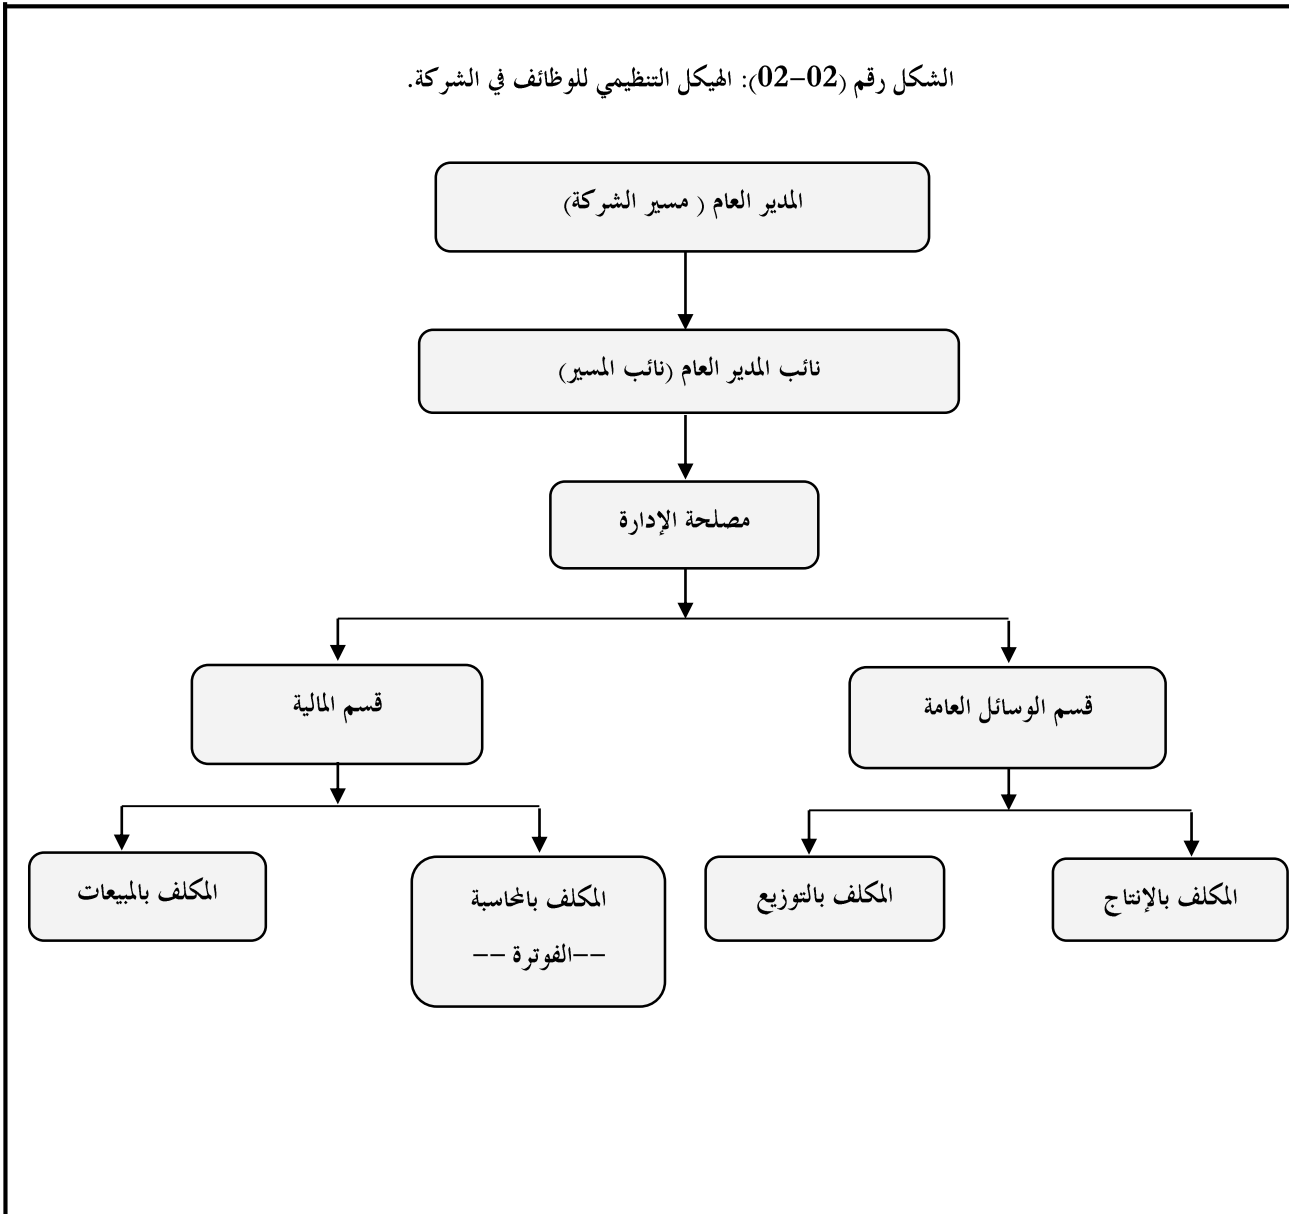 الشكل رقم (02-02): الهيكل التنظيمي للوظائف في الشركة.
المدير العام ( مسير الشركة)
نائب المدير العام (نائب المسير)
مصلحة الإدارة
قسم الوسائل العامة
قسم المالية
المكلف بالإنتاج
المكلف بالتوزيع
المكلف بالمحاسبة
--الفوترة --
المكلف بالمبيعات